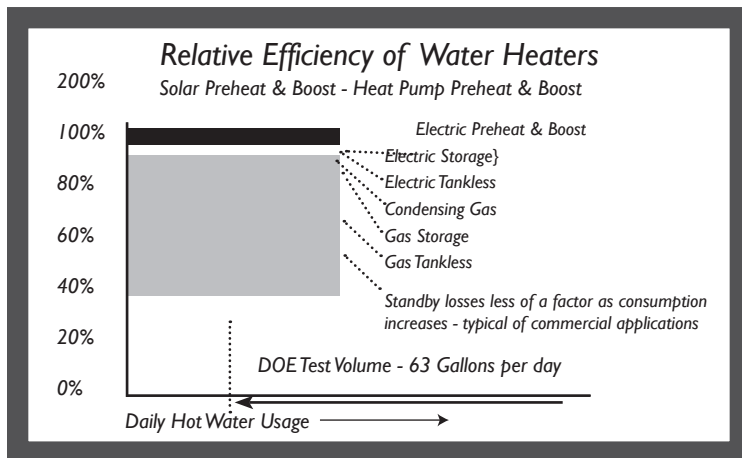 Relative Efficiency of Water Heaters
200%
Solar Preheat & Boost - Heat Pump Preheat & Boost
100%
Electric Preheat & Boost
Electric Storage}
80%
Electric Tankless
Condensing Gas
60%
Gas Storage
Gas Tankless
40%
Standby losses less of a factor as consumption
increases - typical of commercial applications
20%
DOE Test Volume - 63 Gallons per day
0%
Daily Hot Water Usage